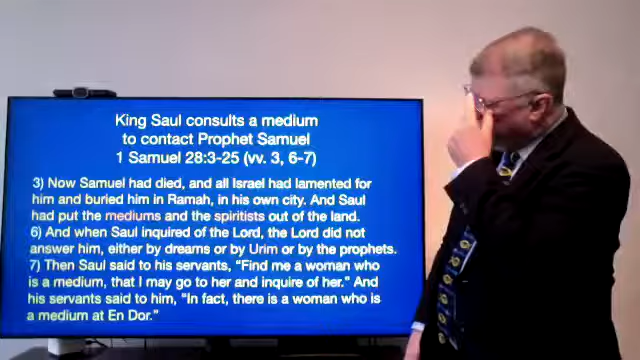 King Saul consults a medium
to contact Prophet Samuel
1 Samuel 28:3-25 (vv. 3, 6-7)
3) Now Samuel had died, and all Israel had lamented for
him and buried him in Ramah, in his own city. And Saul
had put the mediums and the spiritists out of the land.
6) And when Saul inquired of the Lord, the Lord did not
answer him, either by dreams or by Urim or by the prophets.
7) Then Saul said to his servants, “Find me a woman who
is a medium, that I may go to her and inquire of her." And
his servants said to him, “In fact, there is a woman who is
a medium at En Dor.”